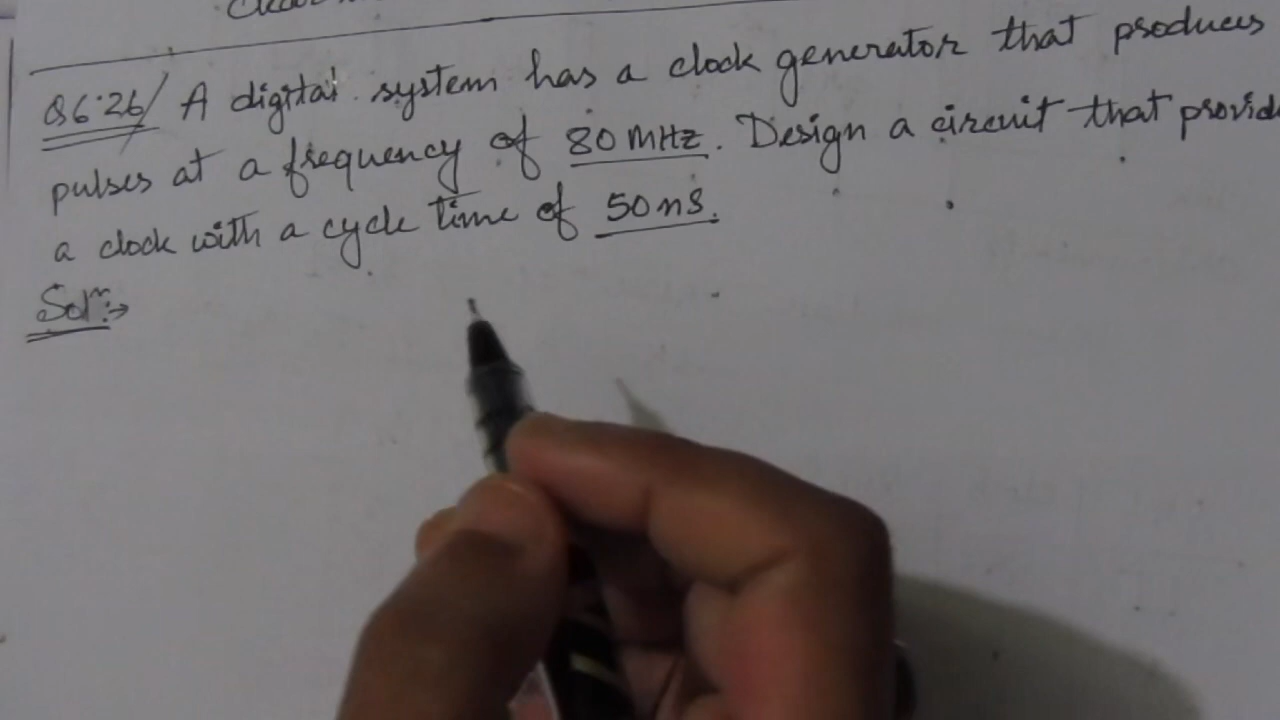 Q6.26/ A digital system has a clock generator that produces
pulses at a frequency of 80 MHz. Design a circuit that provid
a clock with a cycle time of 50 ns.
Solⁿ:→